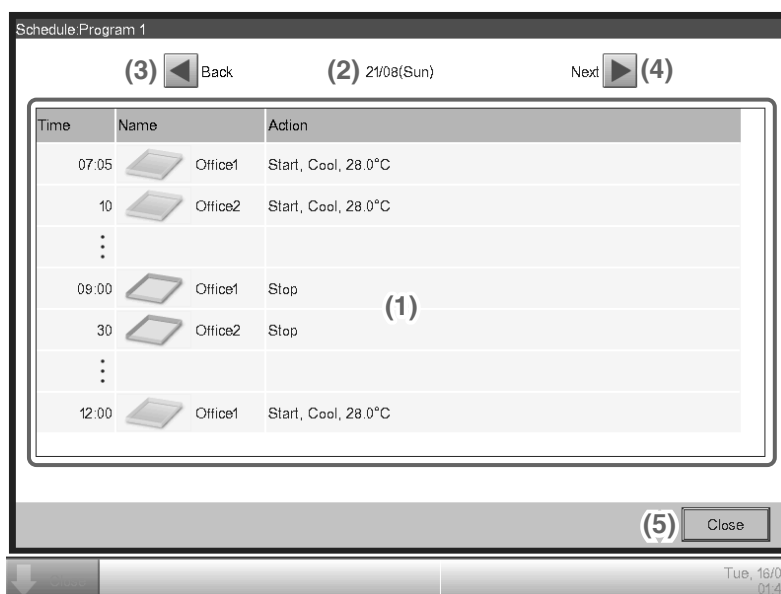 Schedule:Program 1
(3) Back (2) 21/08(Sun) Next (4)
Time Name Action
07:05 Office1 Start, Cool, 28.0°C
10 Office2 Start, Cool, 28.0°C
09:00 Office1 Stop
(1)
30 Office2 Stop
12:00 Office1 Start, Cool, 28.0°C
(5) Close
Tue, 16/0
01:4